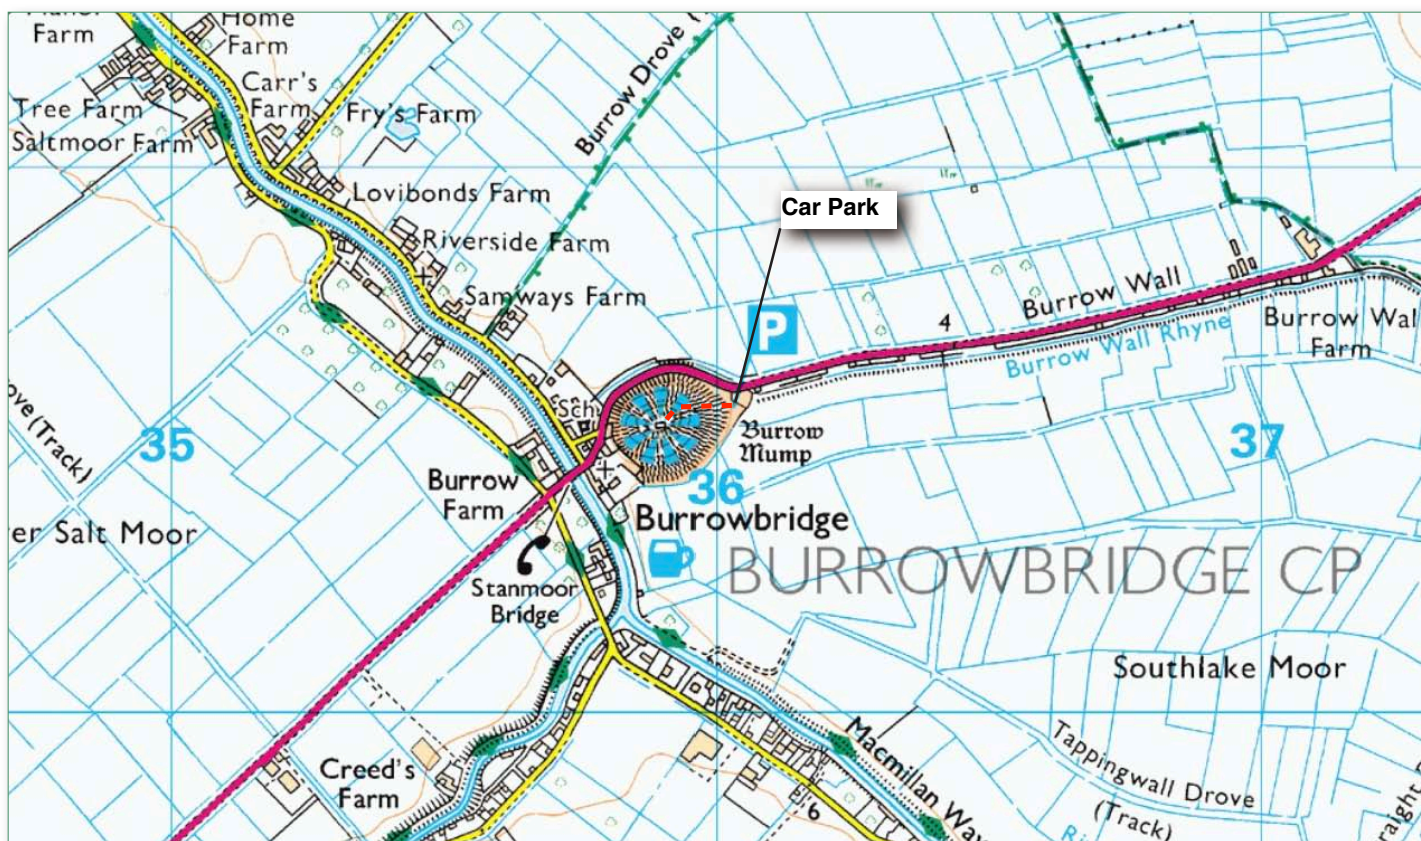 Farm
Home
Farm
Carr's
Farm
Tree Farm
Saltmoor Farm
Fry's Farm
Burrow Drove
Lovibonds Farm
Car Park
Riverside Farm
Samways Farm
P
Burrow Wall
4
Burrow Wall Rhyne
Burrow Wal
Farm
Sch
Burrow
Mump
35
36
37
ove (Track)
Burrow
Farm
Burrowbridge
er Salt Moor
BURROWBRIDGE CP
Stanmoor
Bridge
Southlake Moor
Creed's
Farm
Macmillan Way
Tappingwall Drove
(Track)
6
raight
Ri